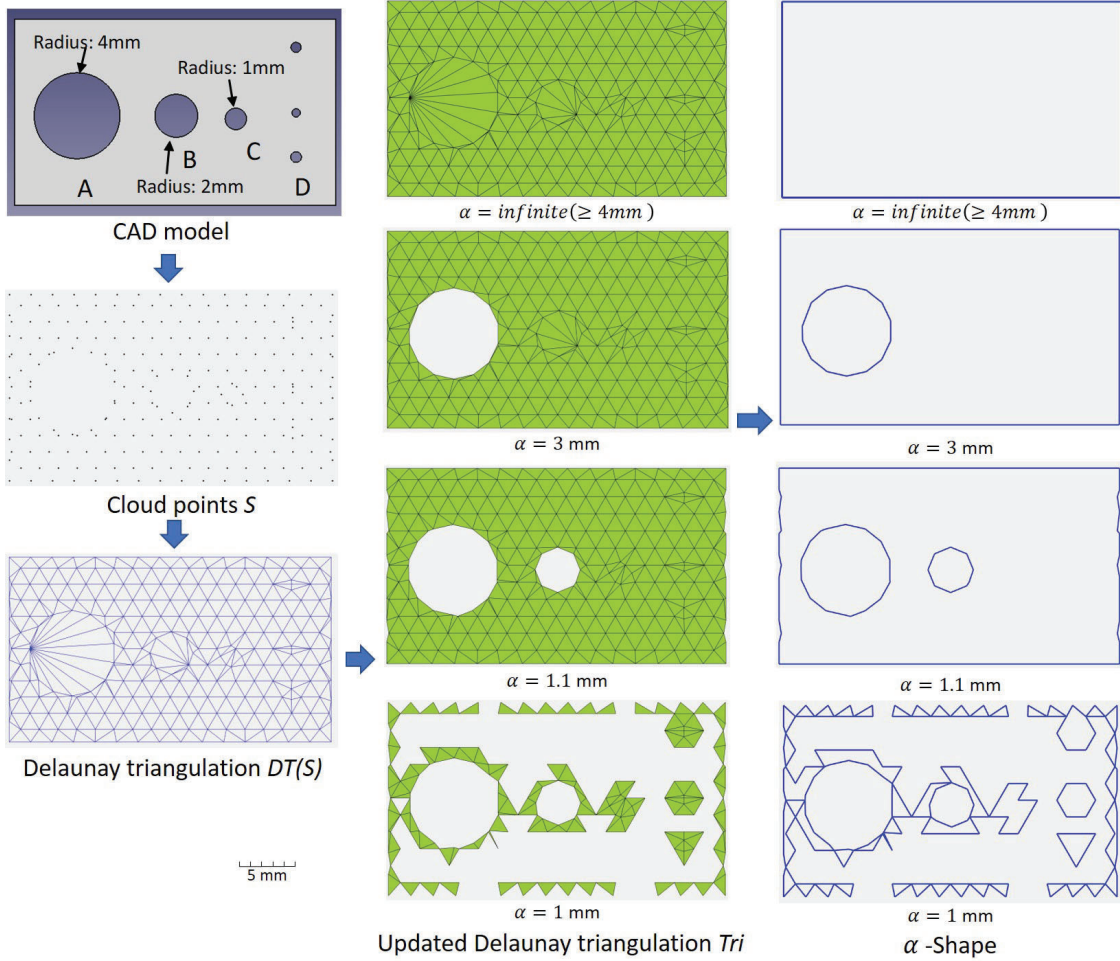 Radius: 4mm
Radius: 1mm
A
B
C
D
Radius: 2mm
CAD model
Cloud points S
Delaunay triangulation DT(S)
5 mm
α = infinite(≥ 4mm )
α = 3 mm
α = 1.1 mm
α = 1 mm
Updated Delaunay triangulation Tri
α = infinite(≥ 4mm )
α = 3 mm
α = 1.1 mm
α = 1 mm
α -Shape